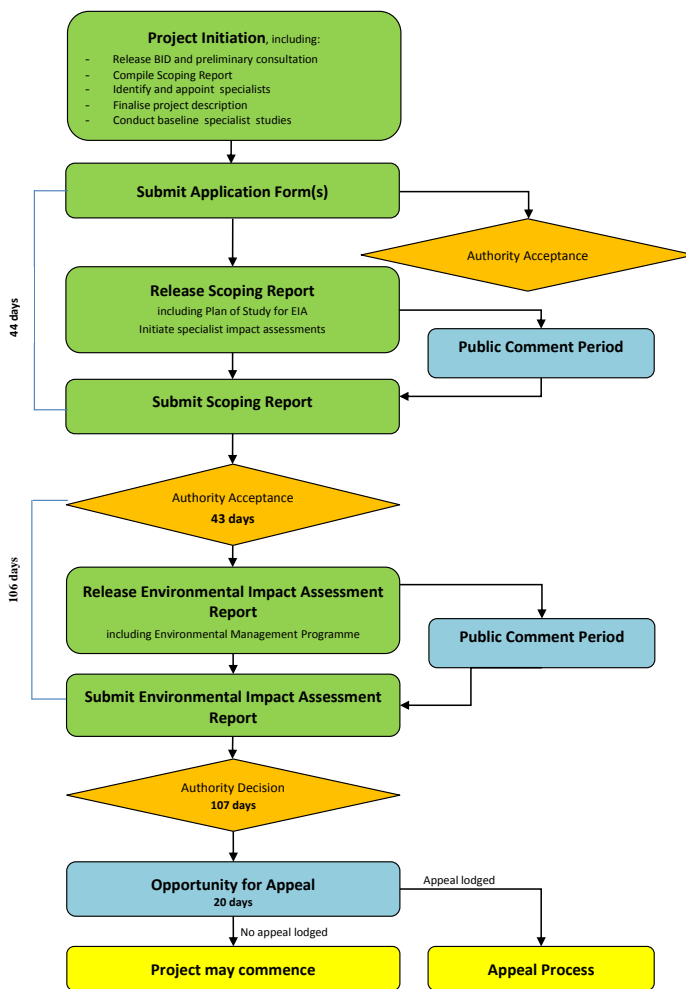 Project Initiation, including:
- Release BID and preliminary consultation
- Compile Scoping Report
- Identify and appoint specialists
- Finalise project description
- Conduct baseline specialist studies
Submit Application Form(s)
Authority Acceptance
44 days
Release Scoping Report
including Plan of Study for EIA
Initiate specialist impact assessments
Public Comment Period
Submit Scoping Report
Authority Acceptance
43 days
106 days
Release Environmental Impact Assessment
Report
including Environmental Management Programme
Public Comment Period
Submit Environmental Impact Assessment
Report
Authority Decision
107 days
Opportunity for Appeal
20 days
Appeal lodged
No appeal lodged
Project may commence
Appeal Process